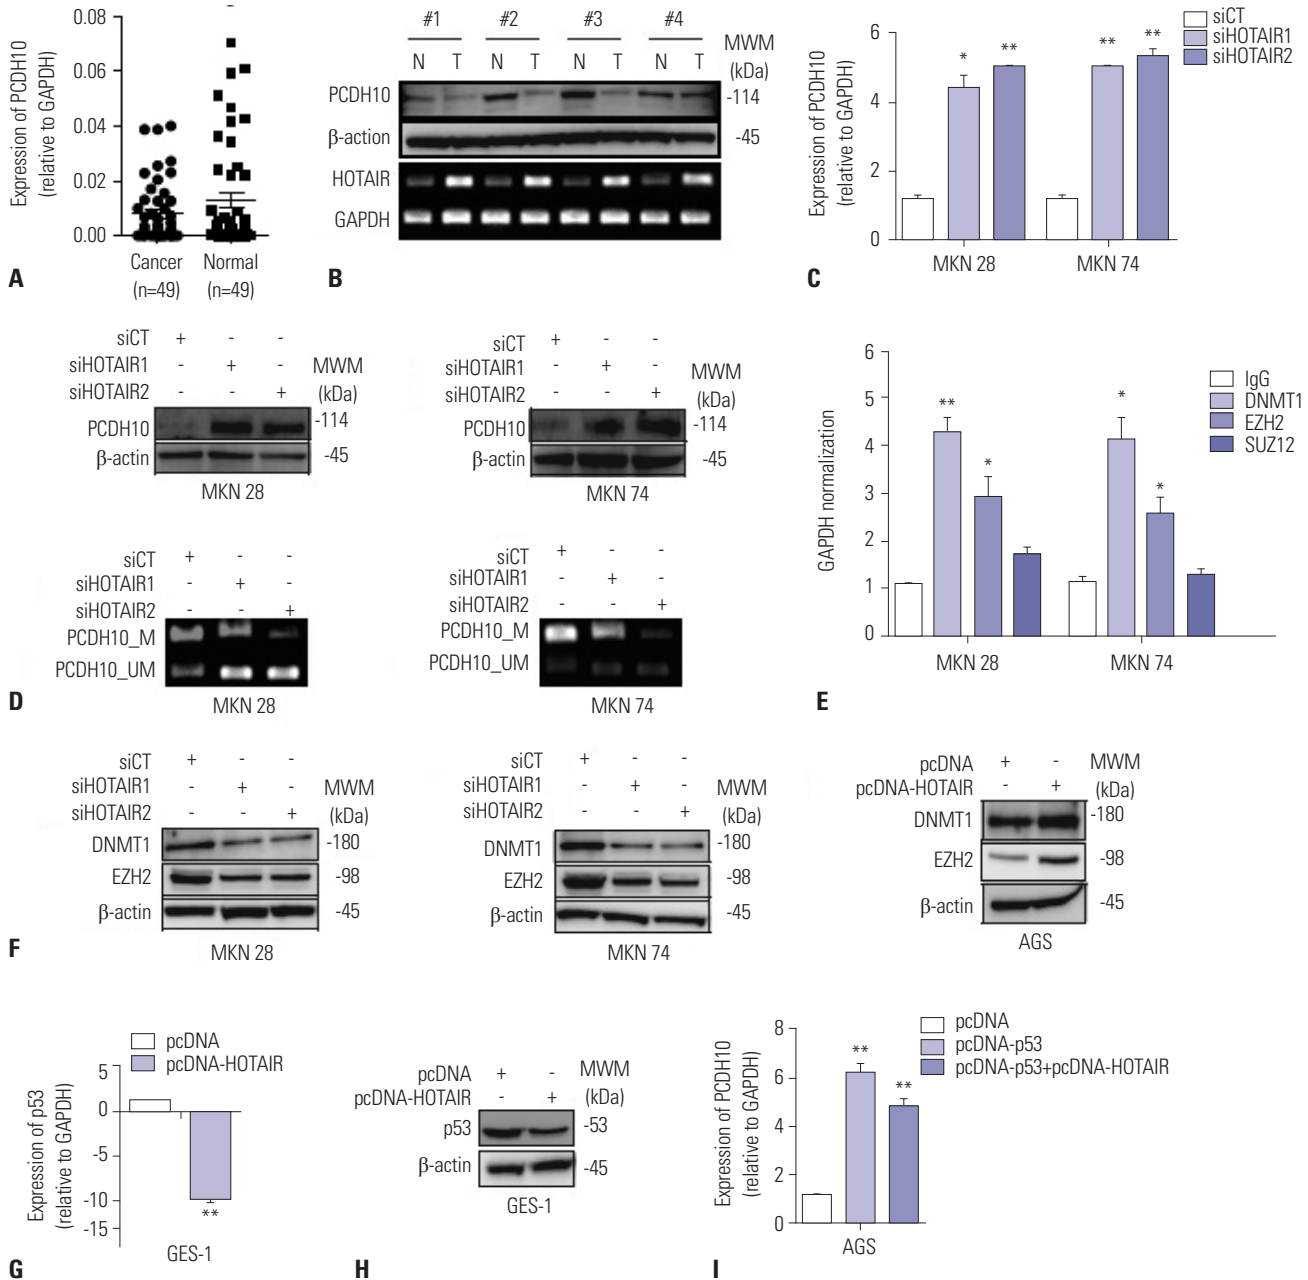 Expression of PCDH10
(relative to GAPDH)
0.08
0.06
0.04
0.02
0.00
Cancer
(n=49)
Normal
(n=49)
A
#1 #2 #3 #4
N T N T N T N T
MWM
(kDa)
PCDH10
-114
β-action
-45
HOTAIR
GAPDH
B
Expression of PCDH10
(relative to GAPDH)
6
4
2
0
* ** ** **
siCT
siHOTAIR1
siHOTAIR2
MKN 28 MKN 74
C
siCT + - -
siHOTAIR1 - + -
siHOTAIR2 - - +
MWM
(kDa)
PCDH10
-114
β-actin
-45
MKN 28
siCT + - -
siHOTAIR1 - + -
siHOTAIR2 - - +
MWM
(kDa)
PCDH10
-114
β-actin
-45
MKN 74
siCT + - -
siHOTAIR1 - + -
siHOTAIR2 - - +
PCDH10_M
PCDH10_UM
MKN 28
siCT + - -
siHOTAIR1 - + -
siHOTAIR2 - - +
PCDH10_M
PCDH10_UM
MKN 74
D
GAPDH normalization
6
5
4
3
2
1
0
** * * *
IgG
DNMT1
EZH2
SUZ12
MKN 28 MKN 74
E
siCT + - -
siHOTAIR1 - + -
siHOTAIR2 - - +
MWM
(kDa)
DNMT1
-180
EZH2
-98
β-actin
-45
MKN 28
siCT + - -
siHOTAIR1 - + -
siHOTAIR2 - - +
MWM
(kDa)
DNMT1
-180
EZH2
-98
β-actin
-45
MKN 74
pcDNA + -
pcDNA-HOTAIR - +
MWM
(kDa)
DNMT1
-180
EZH2
-98
β-actin
-45
AGS
F
Expression of p53
(relative to GAPDH)
pcDNA
pcDNA-HOTAIR
5
0
-5
-10
-15
**
GES-1
G
pcDNA + -
pcDNA-HOTAIR - +
MWM
(kDa)
p53
-53
β-actin
-45
GES-1
H
Expression of PCDH10
(relative to GAPDH)
8
6
4
2
0
** **
pcDNA
pcDNA-p53
pcDNA-p53+pcDNA-HOTAIR
AGS
I